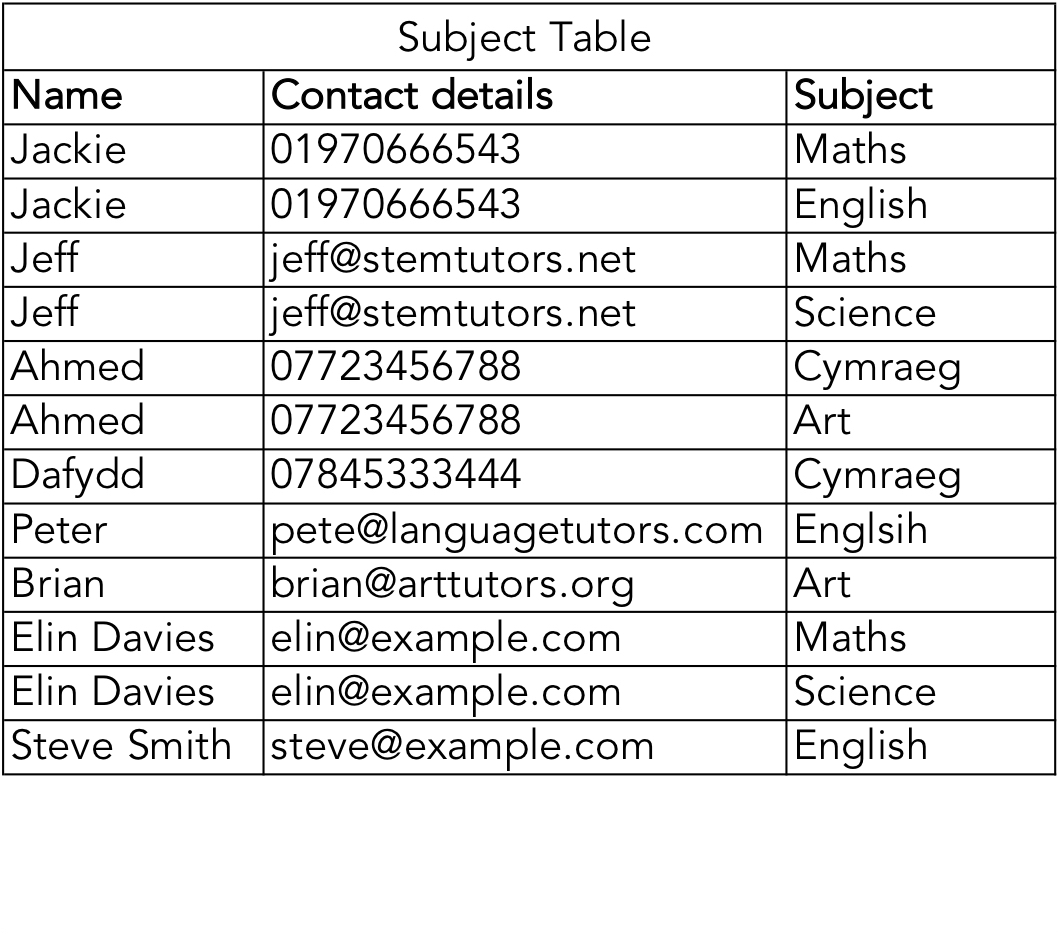 Subject Table
Name Contact details Subject
Jackie 01970666543 Maths
Jackie 01970666543 English
Jeff jeff@stemtutors.net Maths
Jeff jeff@stemtutors.net Science
Ahmed 07723456788 Cymraeg
Ahmed 07723456788 Art
Dafydd 07845333444 Cymraeg
Peter pete@languagetutors.com Englsih
Brian brian@arttutors.org Art
Elin Davies elin@example.com Maths
Elin Davies elin@example.com Science
Steve Smith steve@example.com English